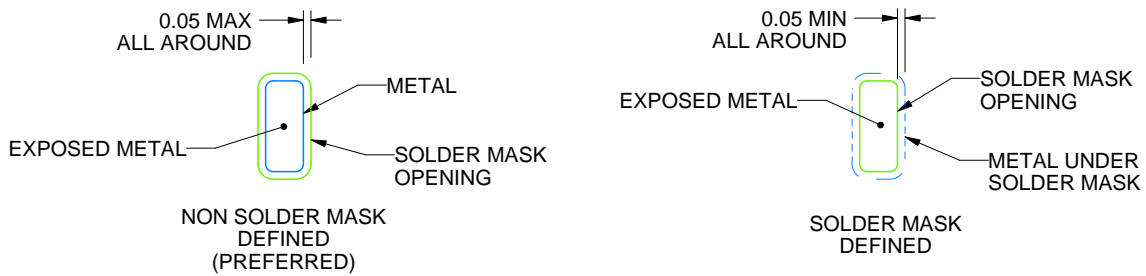 0.05 MAX
ALL AROUND
METAL
EXPOSED METAL
SOLDER MASK
OPENING
NON SOLDER MASK
DEFINED
(PREFERRED)
0.05 MIN
ALL AROUND
EXPOSED METAL
SOLDER MASK
OPENING
METAL UNDER
SOLDER MASK
SOLDER MASK
DEFINED